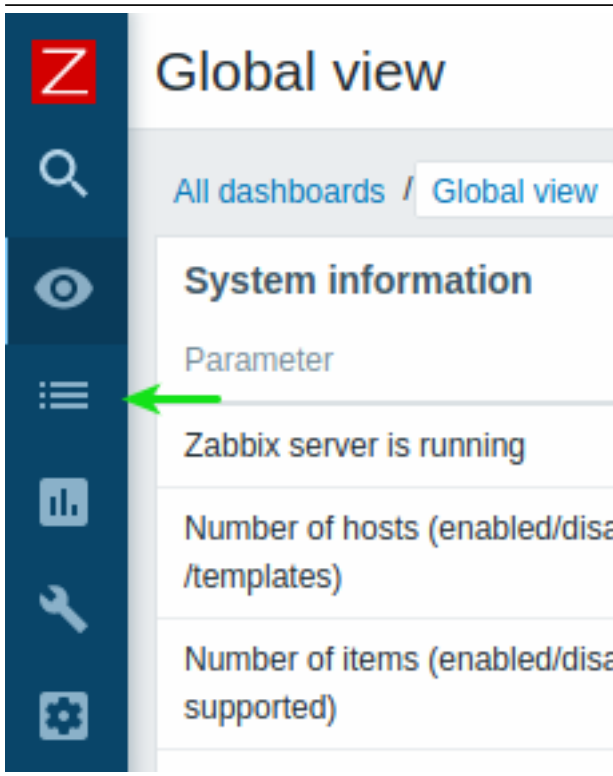 Z
Global view
All dashboards / Global view
System information
Parameter
Zabbix server is running
Number of hosts (enabled/disa
/templates)
Number of items (enabled/disa
supported)